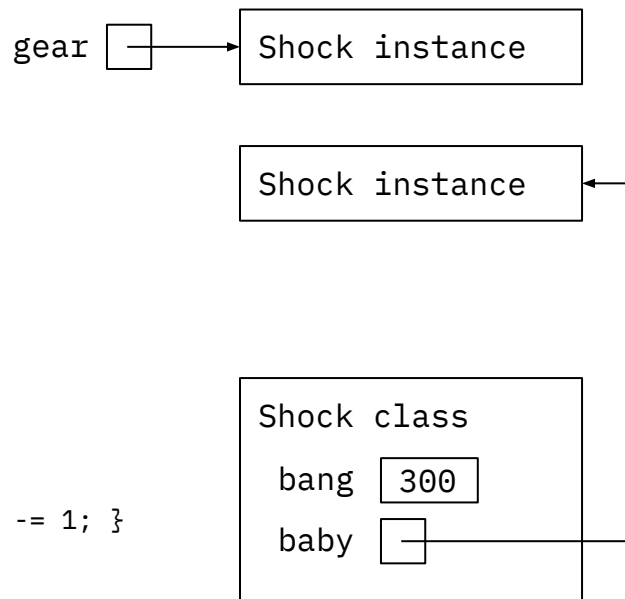 gear
Shock instance
Shock instance
Shock class
bang 300
-= 1; }
baby